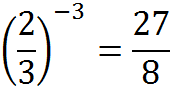 (2/3)^{-3} = 27/8